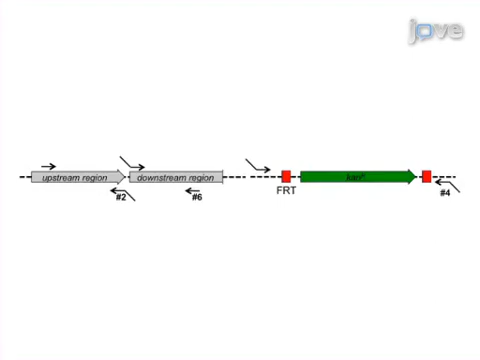 jove
upstream region
downstream region
kanR
FRT
#2
#6
#4